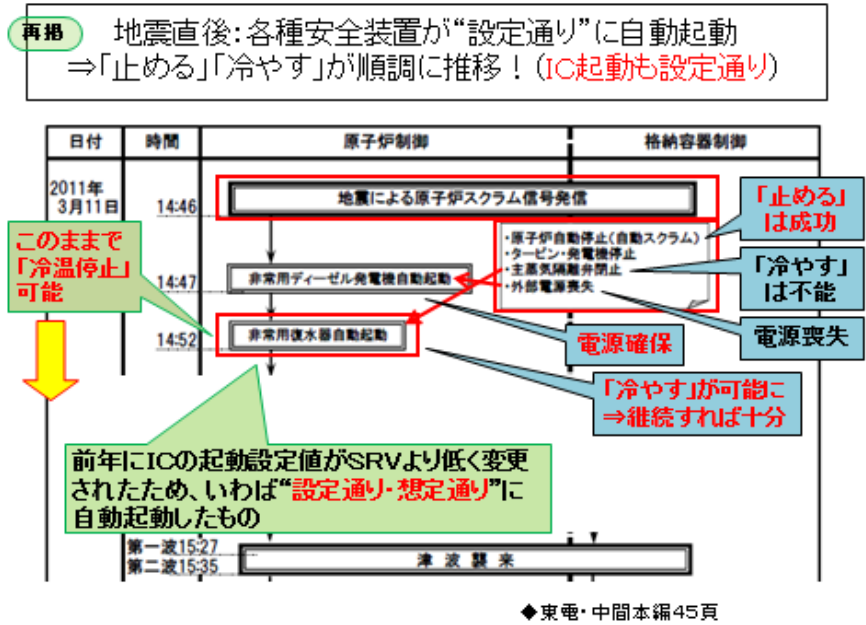 再掲
地震直後:各種安全装置が“設定通り”に自動起動
⇒「止める」「冷やす」が順調に推移！(IC起動も設定通り)
日付
時間
原子炉制御
格納容器制御
2011年
3月11日
14:46
地震による原子炉スクラム信号発信
「止める」
は成功
・原子炉自動停止(自動スクラム)
・タービン・発電機停止
・主蒸気隔離弁閉止
・外部電源喪失
このままで
「冷温停止」
可能
14:47
非常用ディーゼル発電機自動起動
「冷やす」
は不能
14:52
非常用復水器自動起動
電源確保
電源喪失
「冷やす」が可能に
⇒継続すれば十分
前年にICの起動設定値がSRVより低く変更
されたため、いわば“設定通り・想定通り”に
自動起動したもの
第一波15:27
第二波15:35
津波襲来
◆東電・中間本編45頁